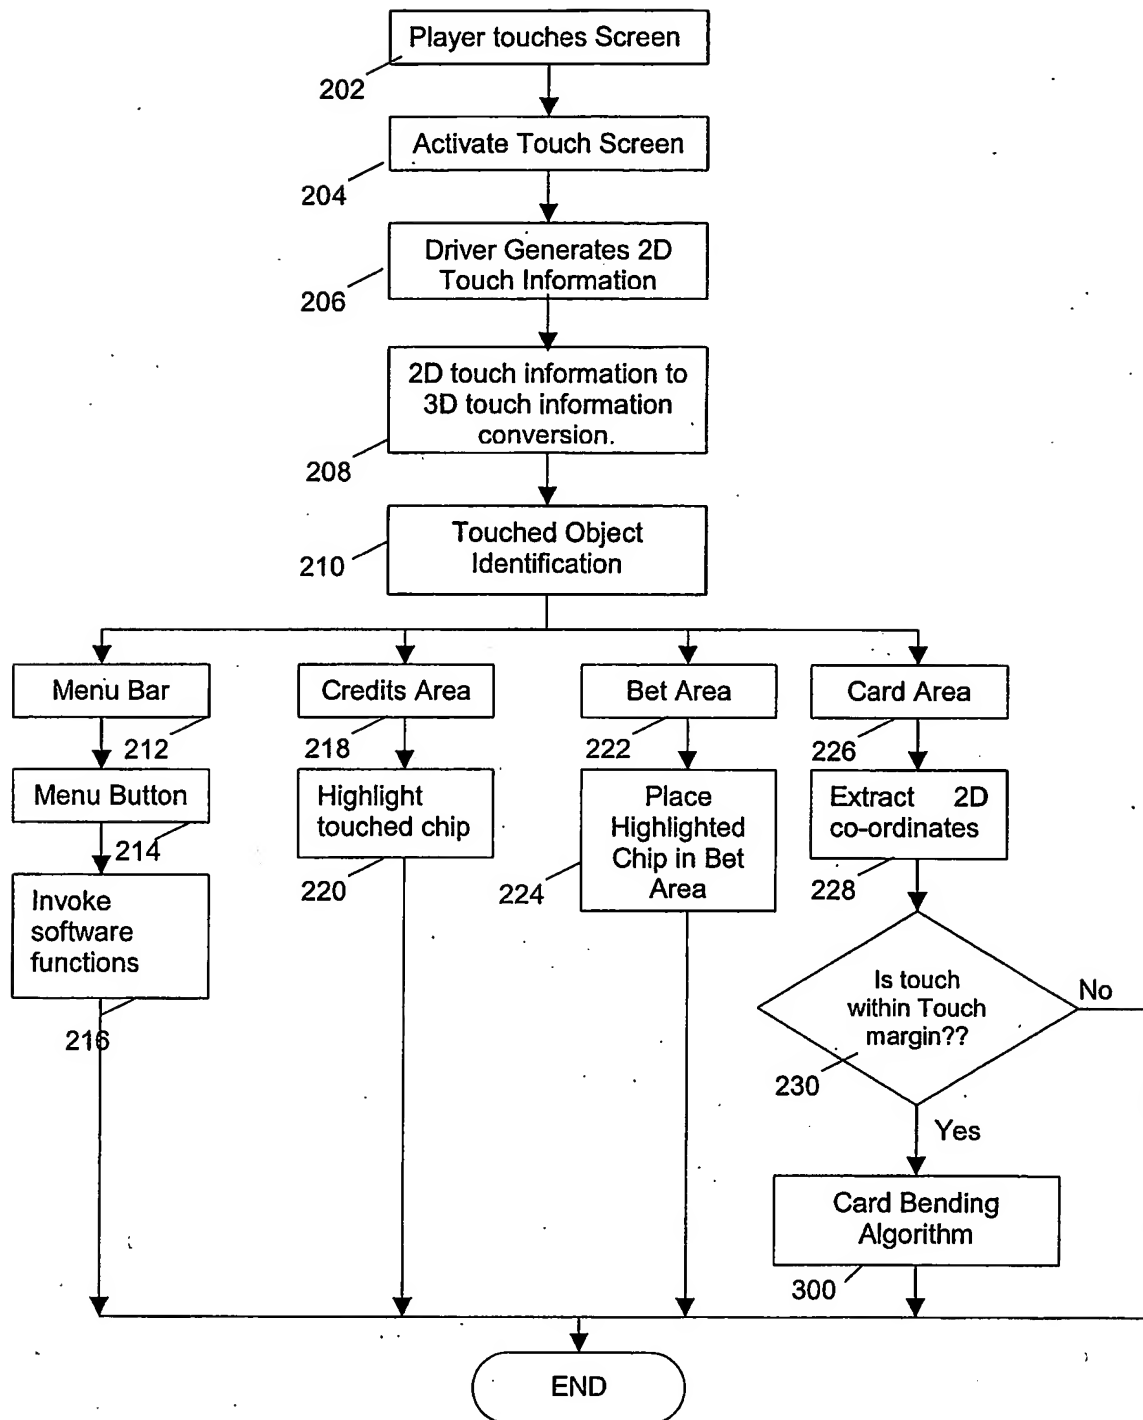 Player touches Screen
202
Activate Touch Screen
204
Driver Generates 2D
Touch Information
206
2D touch information to
3D touch information
conversion.
208
Touched Object
Identification
210
Menu Bar
212
Menu Button
214
Invoke
software
functions
216
Credits Area
218
Highlight
touched chip
220
Bet Area
222
Place
Highlighted
Chip in Bet
Area
224
Card Area
226
Extract 2D
co-ordinates
228
Is touch
within Touch
margin??
230
No
Yes
Card Bending
Algorithm
300
END